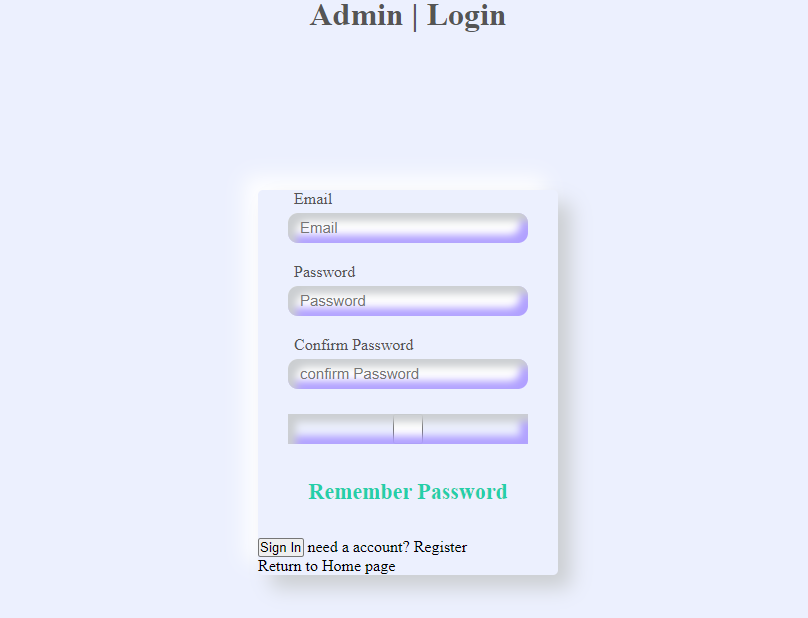 Admin | Login
Email
Email
Password
Password
Confirm Password
confirm Password
Remember Password
Sign In need a account? Register
Return to Home page